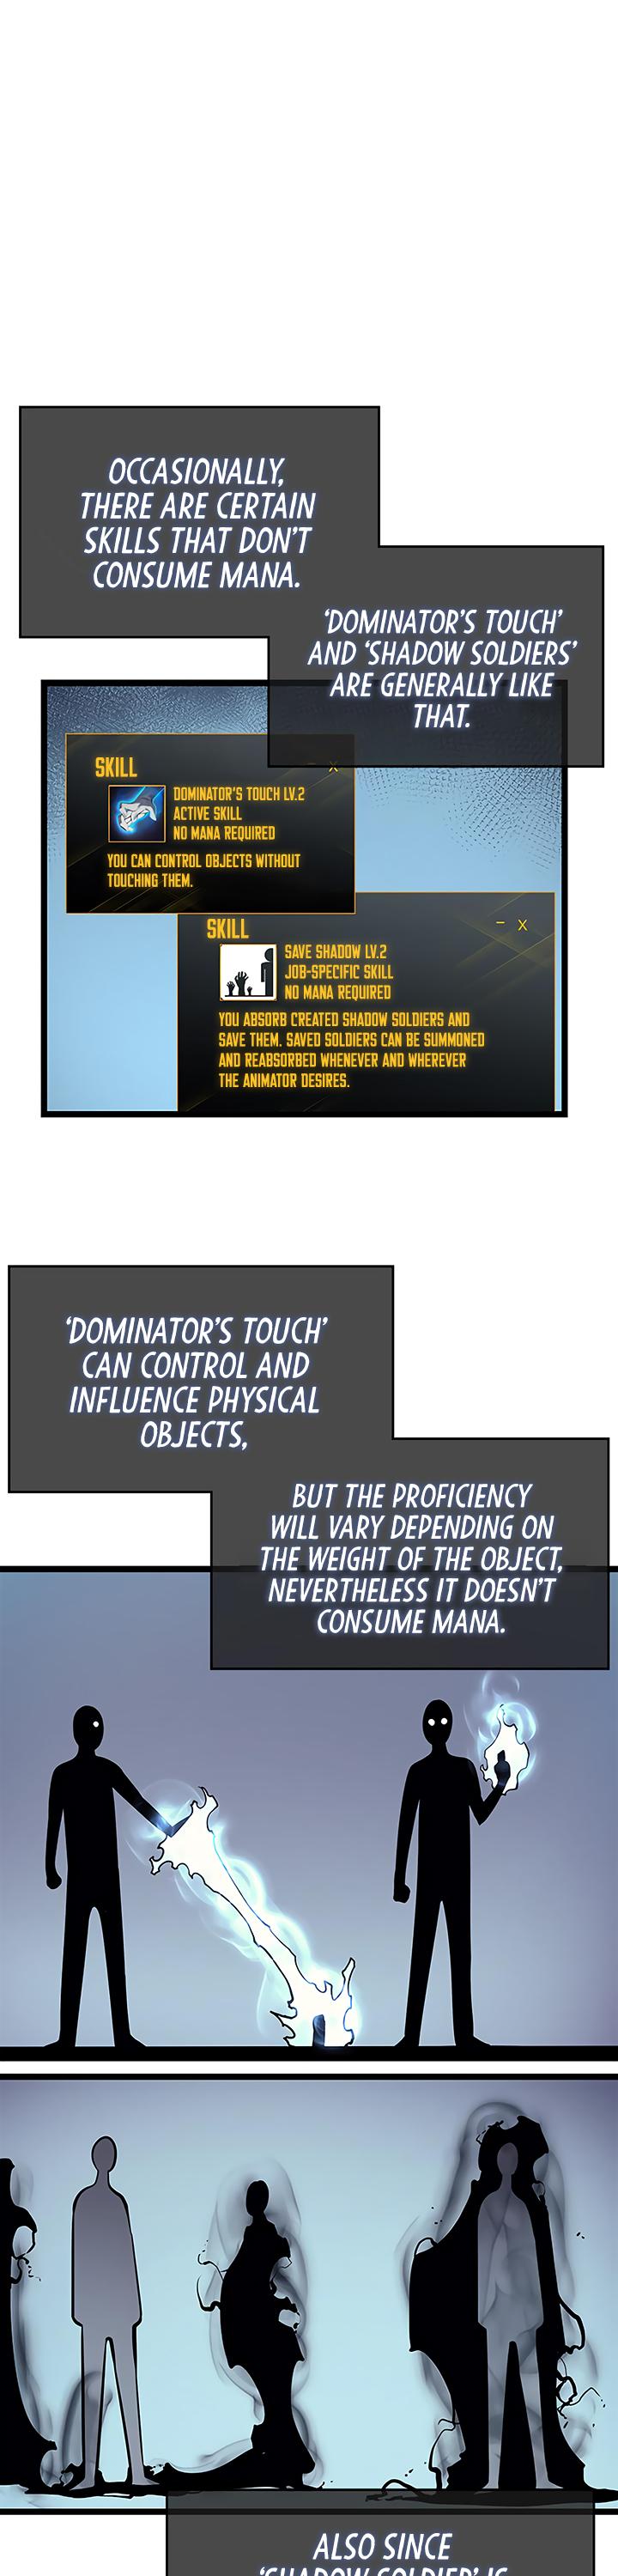 OCCASIONALLY,
THERE ARE CERTAIN
SKILLS THAT DON'T
CONSUME MANA.
'DOMINATOR'S TOUCH'
AND 'SHADOW SOLDIERS'
ARE GENERALLY LIKE
THAT.
SKILL
- X
DOMINATOR'S TOUCH LV.2
ACTIVE SKILL
NO MANA REQUIRED
YOU CAN CONTROL OBJECTS WITHOUT
TOUCHING THEM.
SKILL
- X
SAVE SHADOW LV.2
JOB-SPECIFIC SKILL
NO MANA REQUIRED
YOU ABSORB CREATED SHADOW SOLDIERS AND
SAVE THEM. SAVED SOLDIERS CAN BE SUMMONED
AND REABSORBED WHENEVER AND WHEREVER
THE ANIMATOR DESIRES.
'DOMINATOR'S TOUCH'
CAN CONTROL AND
INFLUENCE PHYSICAL
OBJECTS,
BUT THE PROFICIENCY
WILL VARY DEPENDING ON
THE WEIGHT OF THE OBJECT,
NEVERTHELESS IT DOESN'T
CONSUME MANA.
ALSO SINCE
'SHADOW SOLDIER' IS